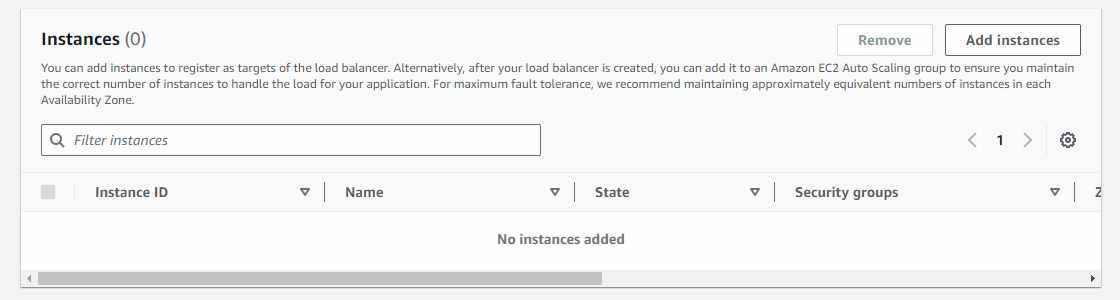 Instances (0)
Remove
Add instances
You can add instances to register as targets of the load balancer. Alternatively, after your load balancer is created, you can add it to an Amazon EC2 Auto Scaling group to ensure you maintain
the correct number of instances to handle the load for your application. For maximum fault tolerance, we recommend maintaining approximately equivalent numbers of instances in each
Availability Zone.
Filter instances
1
Instance ID
Name
State
Security groups
No instances added